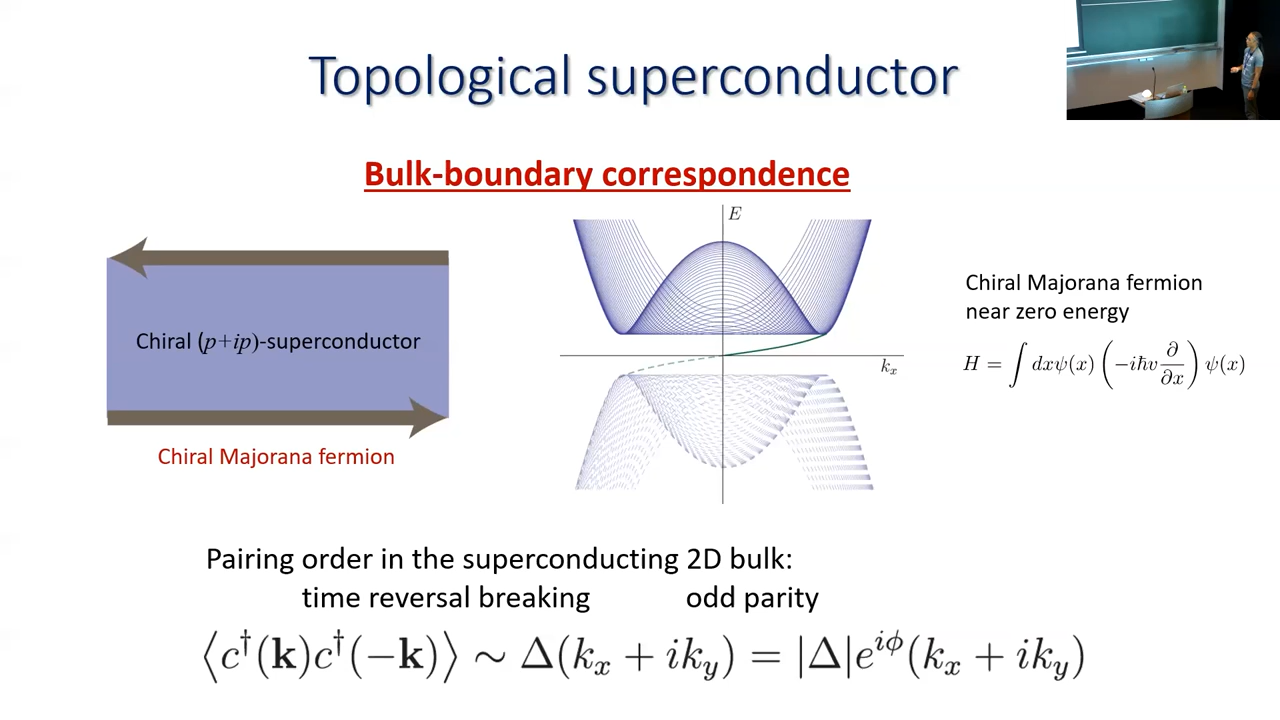 Topological superconductor
Bulk-boundary correspondence
Chiral (p+ip)-superconductor
Chiral Majorana fermion
E
k_x
Chiral Majorana fermion
near zero energy
H = ∫ dxψ(x) (−iħv ∂/∂x) ψ(x)
Pairing order in the superconducting 2D bulk:
time reversal breaking odd parity
⟨c†(𝐤)c†(−𝐤)⟩ ∼ Δ(k_x + ik_y) = |Δ|e^{iϕ}(k_x + ik_y)